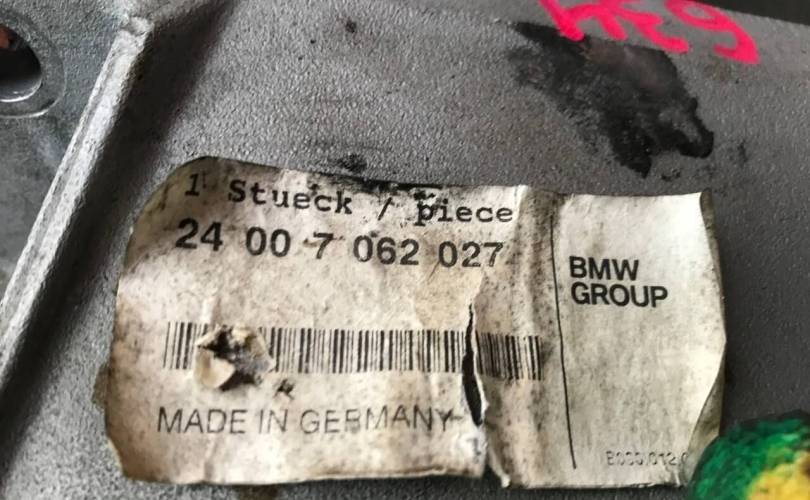 1 Stueck / piece
24 00 7 062 027
BMW
GROUP
MADE IN GERMANY